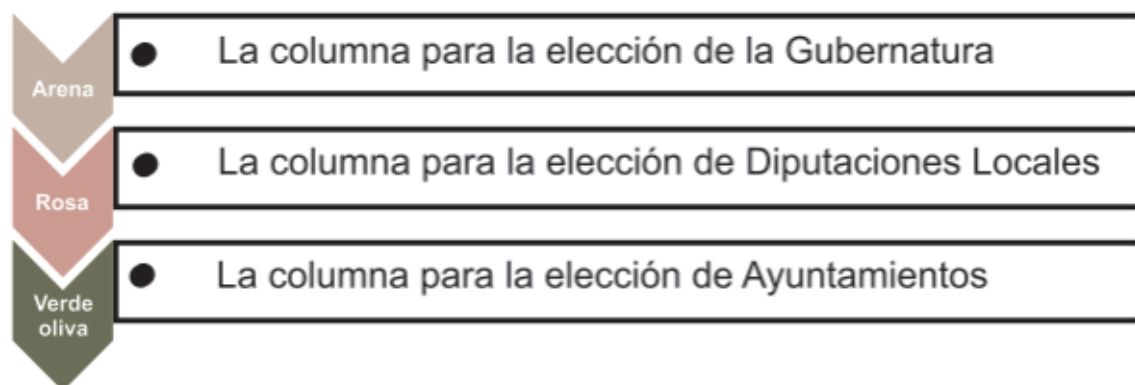 Arena
● La columna para la elección de la Gubernatura
Rosa
● La columna para la elección de Diputaciones Locales
Verde
oliva
● La columna para la elección de Ayuntamientos